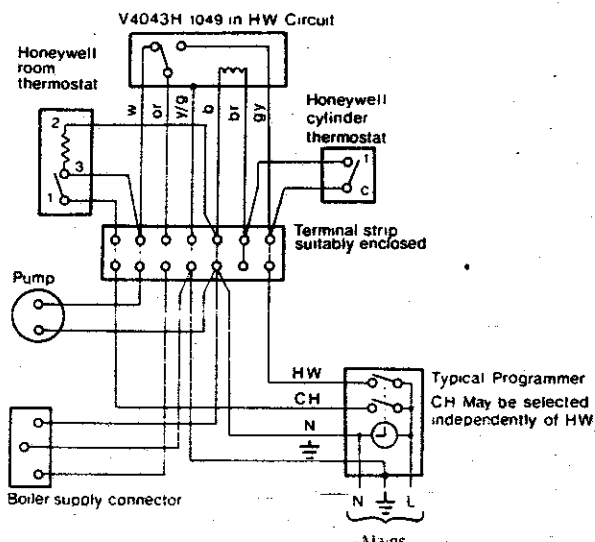 V4043H 1049 in HW Circuit
Honeywell
room
thermostat
w
or
y/g
b
br
gy
Honeywell
cylinder
thermostat
2
3
1
1
C
Terminal strip
suitably enclosed
Pump
HW
CH
N
Typical Programmer
CH May be selected
independently of HW
Boiler supply connector
N
L
Mains